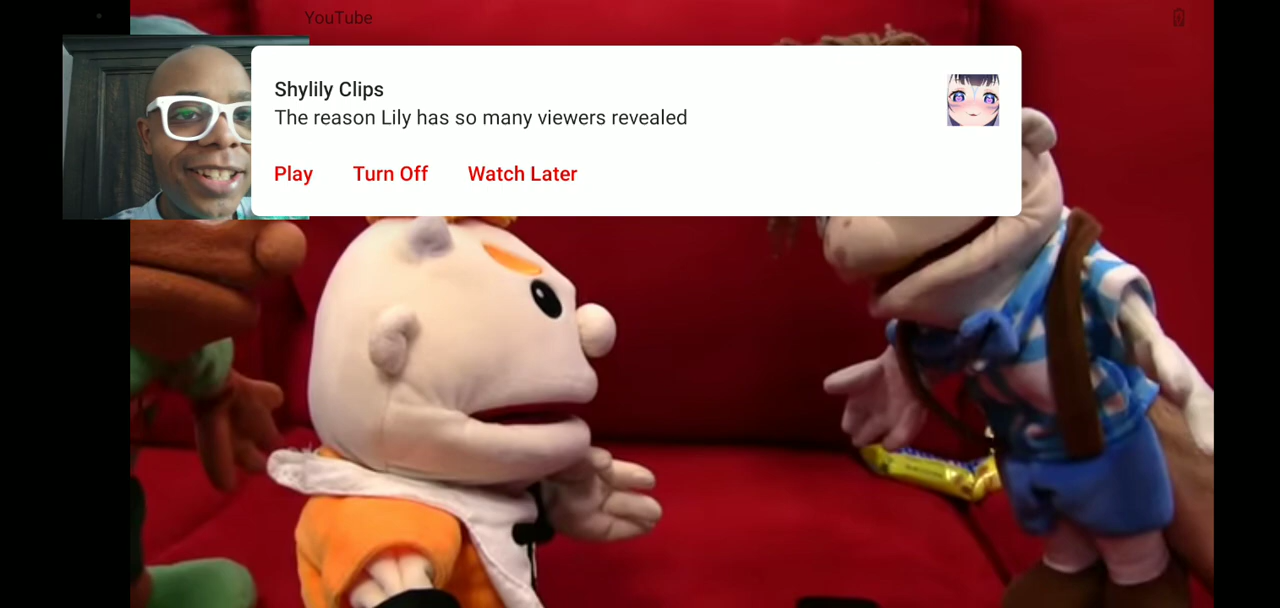 YouTube
Shylily Clips
The reason Lily has so many viewers revealed
Play Turn Off Watch Later